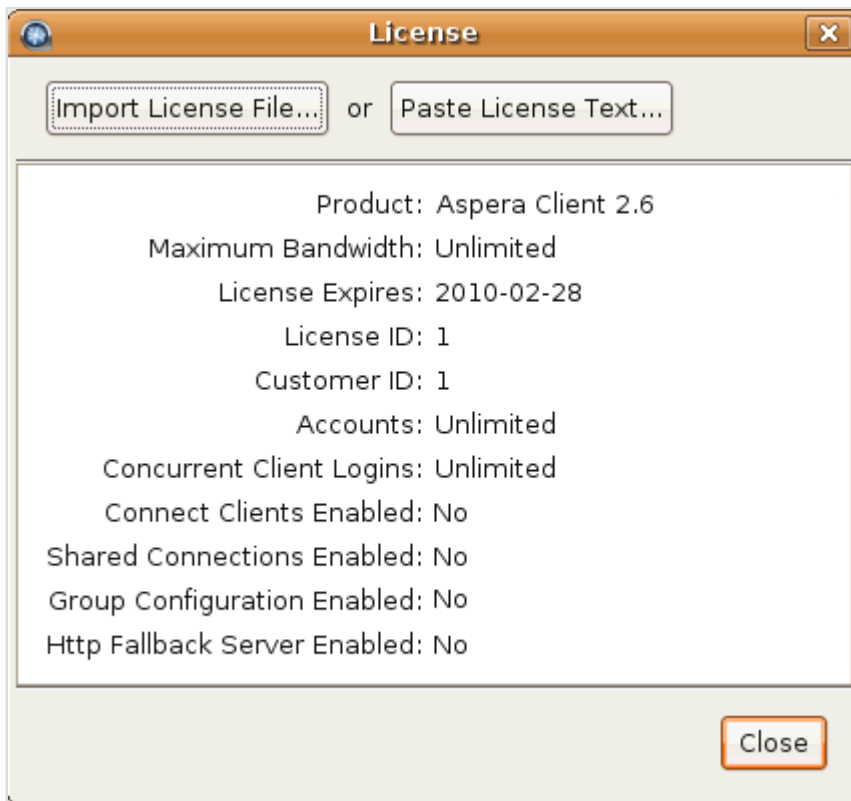 License
Import License File... or Paste License Text...
Product: Aspera Client 2.6
Maximum Bandwidth: Unlimited
License Expires: 2010-02-28
License ID: 1
Customer ID: 1
Accounts: Unlimited
Concurrent Client Logins: Unlimited
Connect Clients Enabled: No
Shared Connections Enabled: No
Group Configuration Enabled: No
Http Fallback Server Enabled: No
Close